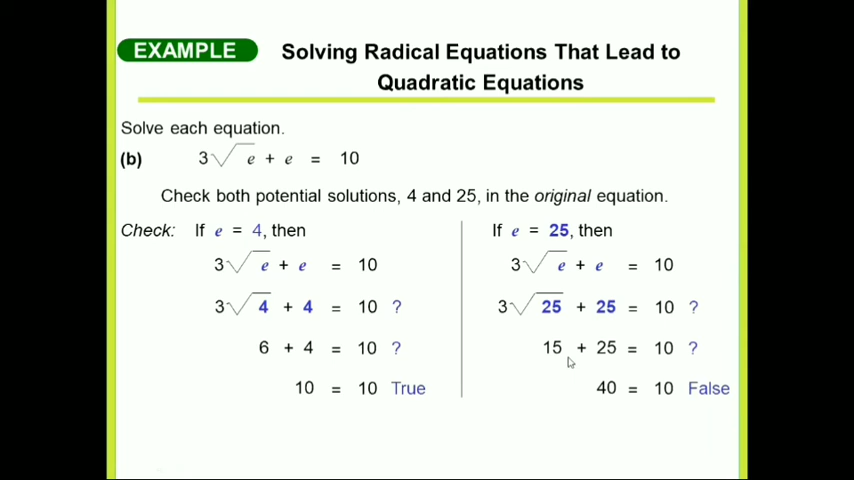 EXAMPLE Solving Radical Equations That Lead to
Quadratic Equations
Solve each equation.
(b) 3√e + e = 10
Check both potential solutions, 4 and 25, in the original equation.
Check: If e = 4, then
3√e + e = 10
3√4 + 4 = 10 ?
6 + 4 = 10 ?
10 = 10 True
If e = 25, then
3√e + e = 10
3√25 + 25 = 10 ?
15 + 25 = 10 ?
40 = 10 False